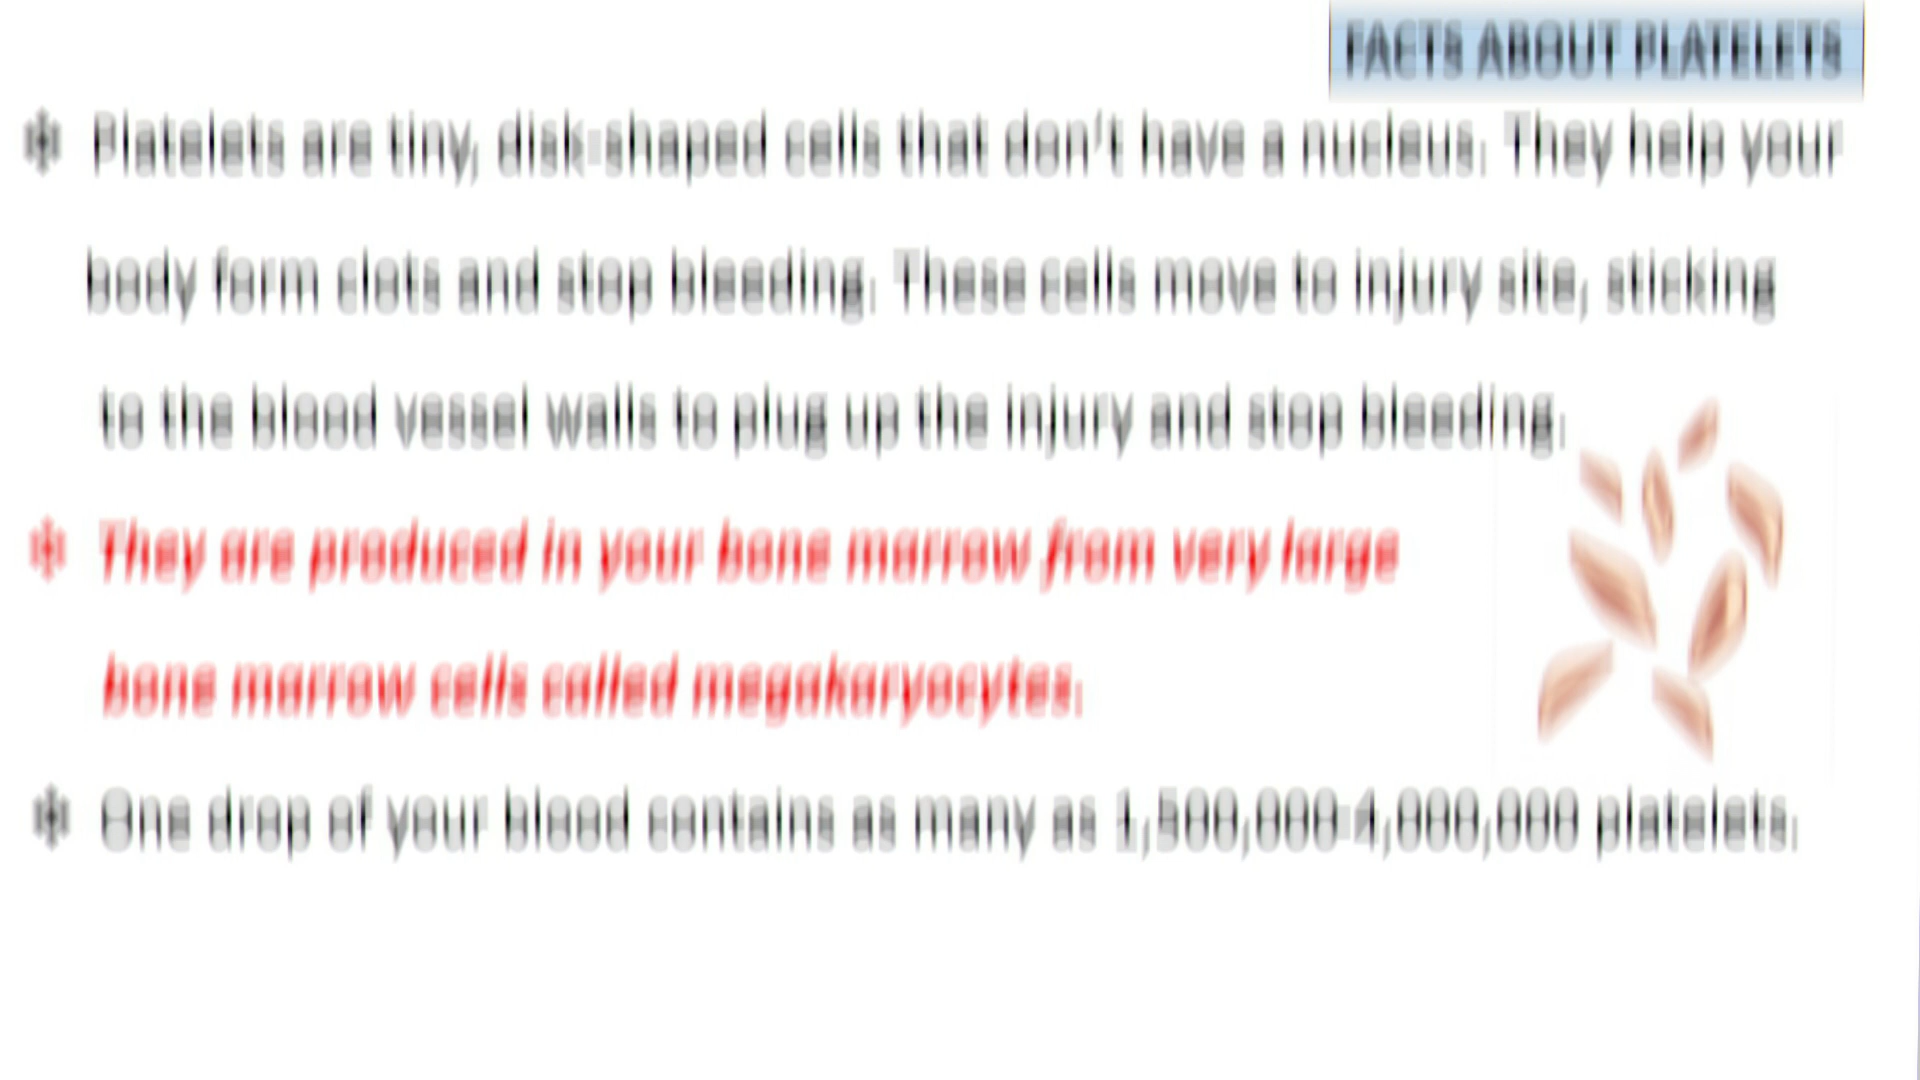 FACTS ABOUT PLATELETS
Platelets are tiny, disk-shaped cells that don't have a nucleus. They help your
body form clots and stop bleeding. These cells move to injury site, sticking
to the blood vessel walls to plug up the injury and stop bleeding.
They are produced in your bone marrow from very large
bone marrow cells called megakaryocytes.
One drop of your blood contains as many as 1,500,000-4,000,000 platelets.